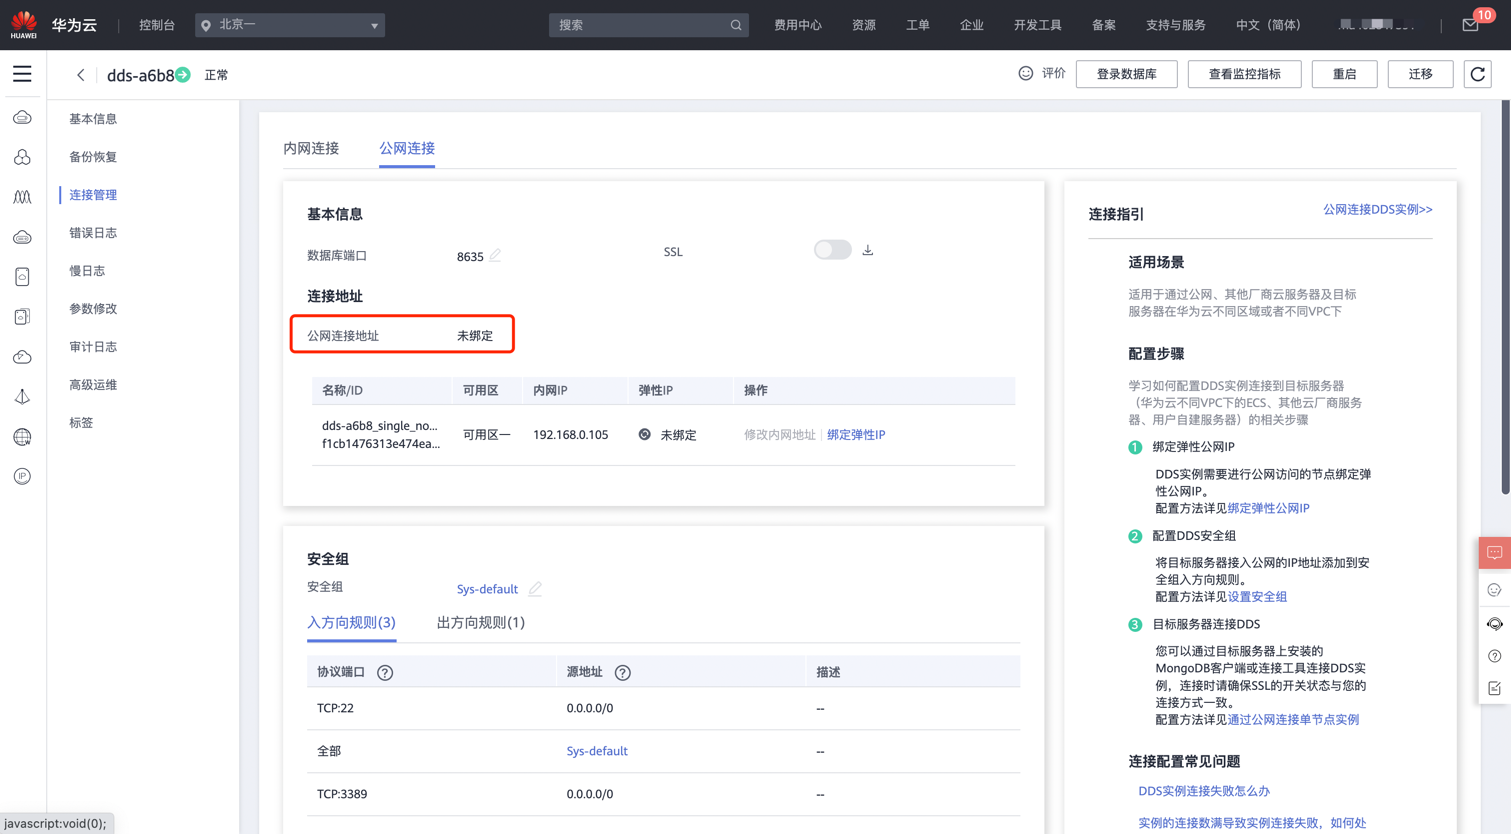 HUAWEI
华为云
控制台
北京一
搜索
费用中心
资源
工单
企业
开发工具
备案
支持与服务
中文（简体）
10
dds-a6b8
正常
评价
登录数据库
查看监控指标
重启
迁移
基本信息
备份恢复
连接管理
错误日志
慢日志
参数修改
审计日志
高级运维
标签
内网连接
公网连接
基本信息
数据库端口
8635
SSL
连接地址
公网连接地址
未绑定
名称/ID
可用区
内网IP
弹性IP
操作
dds-a6b8_single_no...
f1cb1476313e474ea...
可用区一
192.168.0.105
未绑定
修改内网地址
绑定弹性IP
安全组
安全组
Sys-default
入方向规则(3)
出方向规则(1)
协议端口
源地址
描述
TCP:22
0.0.0.0/0
--
全部
Sys-default
--
TCP:3389
0.0.0.0/0
--
连接指引
公网连接DDS实例>>
适用场景
适用于通过公网、其他厂商云服务器及目标
服务器在华为云不同区域或者不同VPC下
配置步骤
学习如何配置DDS实例连接到目标服务器
（华为云不同VPC下的ECS、其他云厂商服务
器、用户自建服务器）的相关步骤
1 绑定弹性公网IP
DDS实例需要进行公网访问的节点绑定弹
性公网IP。
配置方法详见绑定弹性公网IP
2 配置DDS安全组
将目标服务器接入公网的IP地址添加到安
全组入方向规则。
配置方法详见设置安全组
3 目标服务器连接DDS
您可以通过目标服务器上安装的
MongoDB客户端或连接工具连接DDS实
例，连接时请确保SSL的开关状态与您的
连接方式一致。
配置方法详见通过公网连接单节点实例
连接配置常见问题
DDS实例连接失败怎么办
实例的连接数满导致实例连接失败，如何处
javascript:void(0);